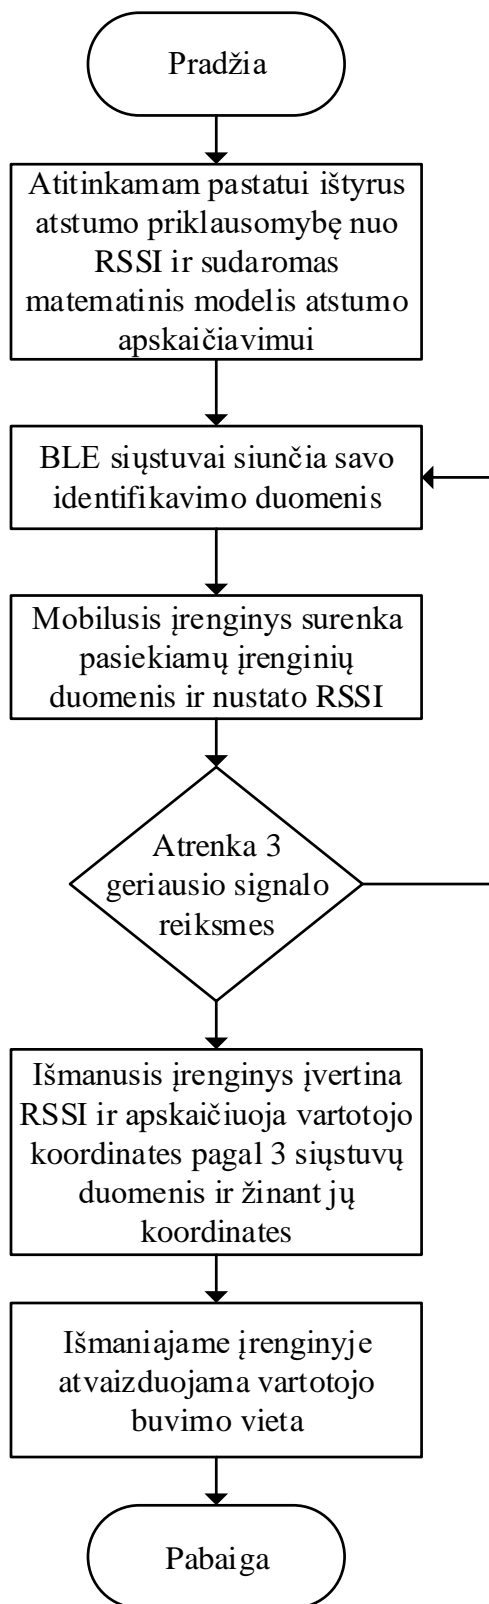 Pradžia
Atitinkamam pastatui ištyrus
atstumo priklausomybę nuo
RSSI ir sudaromas
matematinis modelis atstumo
apskaičiavimui
BLE siųstuvai siunčia savo
identifikavimo duomenis
Mobilusis įrenginys surenka
pasiekiamų įrenginių
duomenis ir nustato RSSI
Atrenka 3
geriausio signalo
reiksmes
Išmanusis įrenginys įvertina
RSSI ir apskaičiuoja vartotojo
koordinates pagal 3 siųstuvų
duomenis ir žinant jų
koordinates
Išmaniajame įrenginyje
atvaizduojama vartotojo
buvimo vieta
Pabaiga